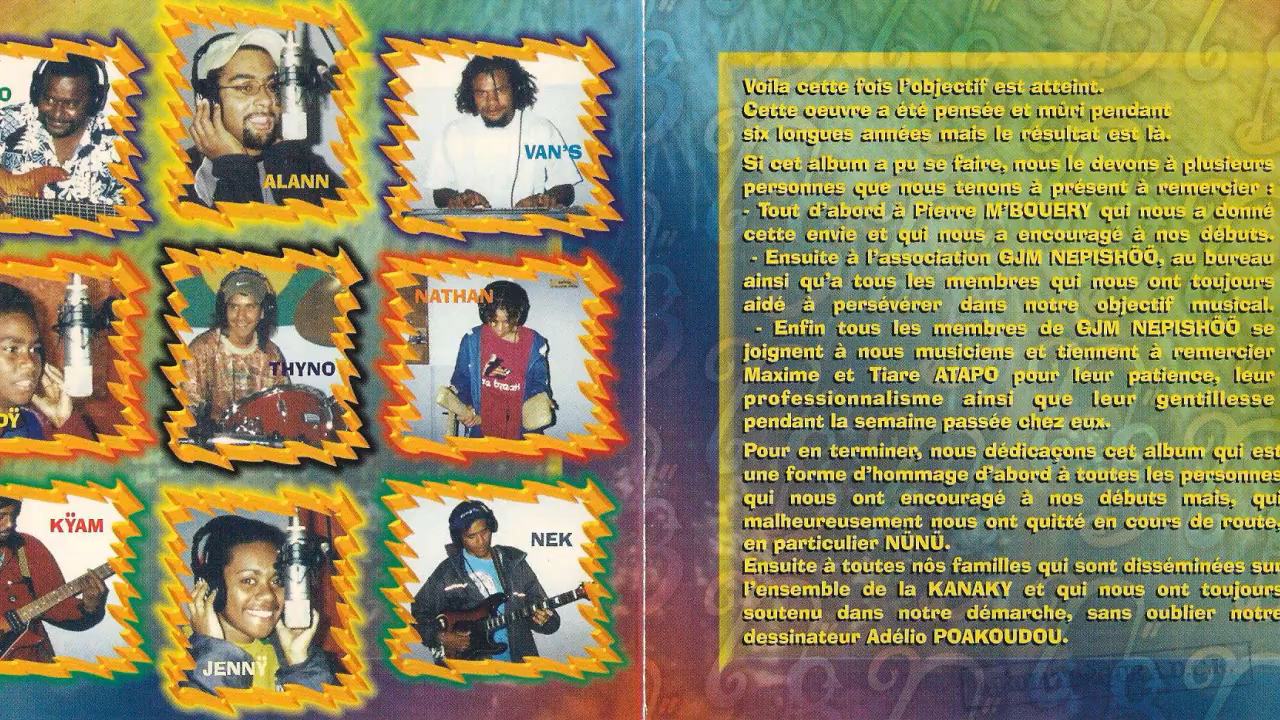 O
ALANN
VAN'S
NATHAN
THYNO
DŸ
KŸAM
JENNŸ
NEK
Voila cette fois l'objectif est atteint.
Cette oeuvre a été pensée et mûri pendant
six longues années mais le résultat est là.
Si cet album a pu se faire, nous le devons à plusieurs
personnes que nous tenons à présent à remercier :
- Tout d'abord à Pierre M'BOUERY qui nous a donné
cette envie et qui nous a encouragé à nos débuts.
- Ensuite à l'association GJM NEPISHÖÖ, au bureau
ainsi qu'a tous les membres qui nous ont toujours
aidé à persévérer dans notre objectif musical.
- Enfin tous les membres de GJM NEPISHÖÖ se
joignent à nous musiciens et tiennent à remercier
Maxime et Tiare ATAPO pour leur patience, leur
professionnalisme ainsi que leur gentillesse
pendant la semaine passée chez eux.
Pour en terminer, nous dédicaçons cet album qui est
une forme d'hommage d'abord à toutes les personnes
qui nous ont encouragé à nos débuts mais, qui
malheureusement nous ont quitté en cours de route,
en particulier NÜNÜ.
Ensuite à toutes nôs familles qui sont disséminées sur
l'ensemble de la KANAKY et qui nous ont toujours
soutenu dans notre démarche, sans oublier notre
dessinateur Adélio POAKOUDOU.